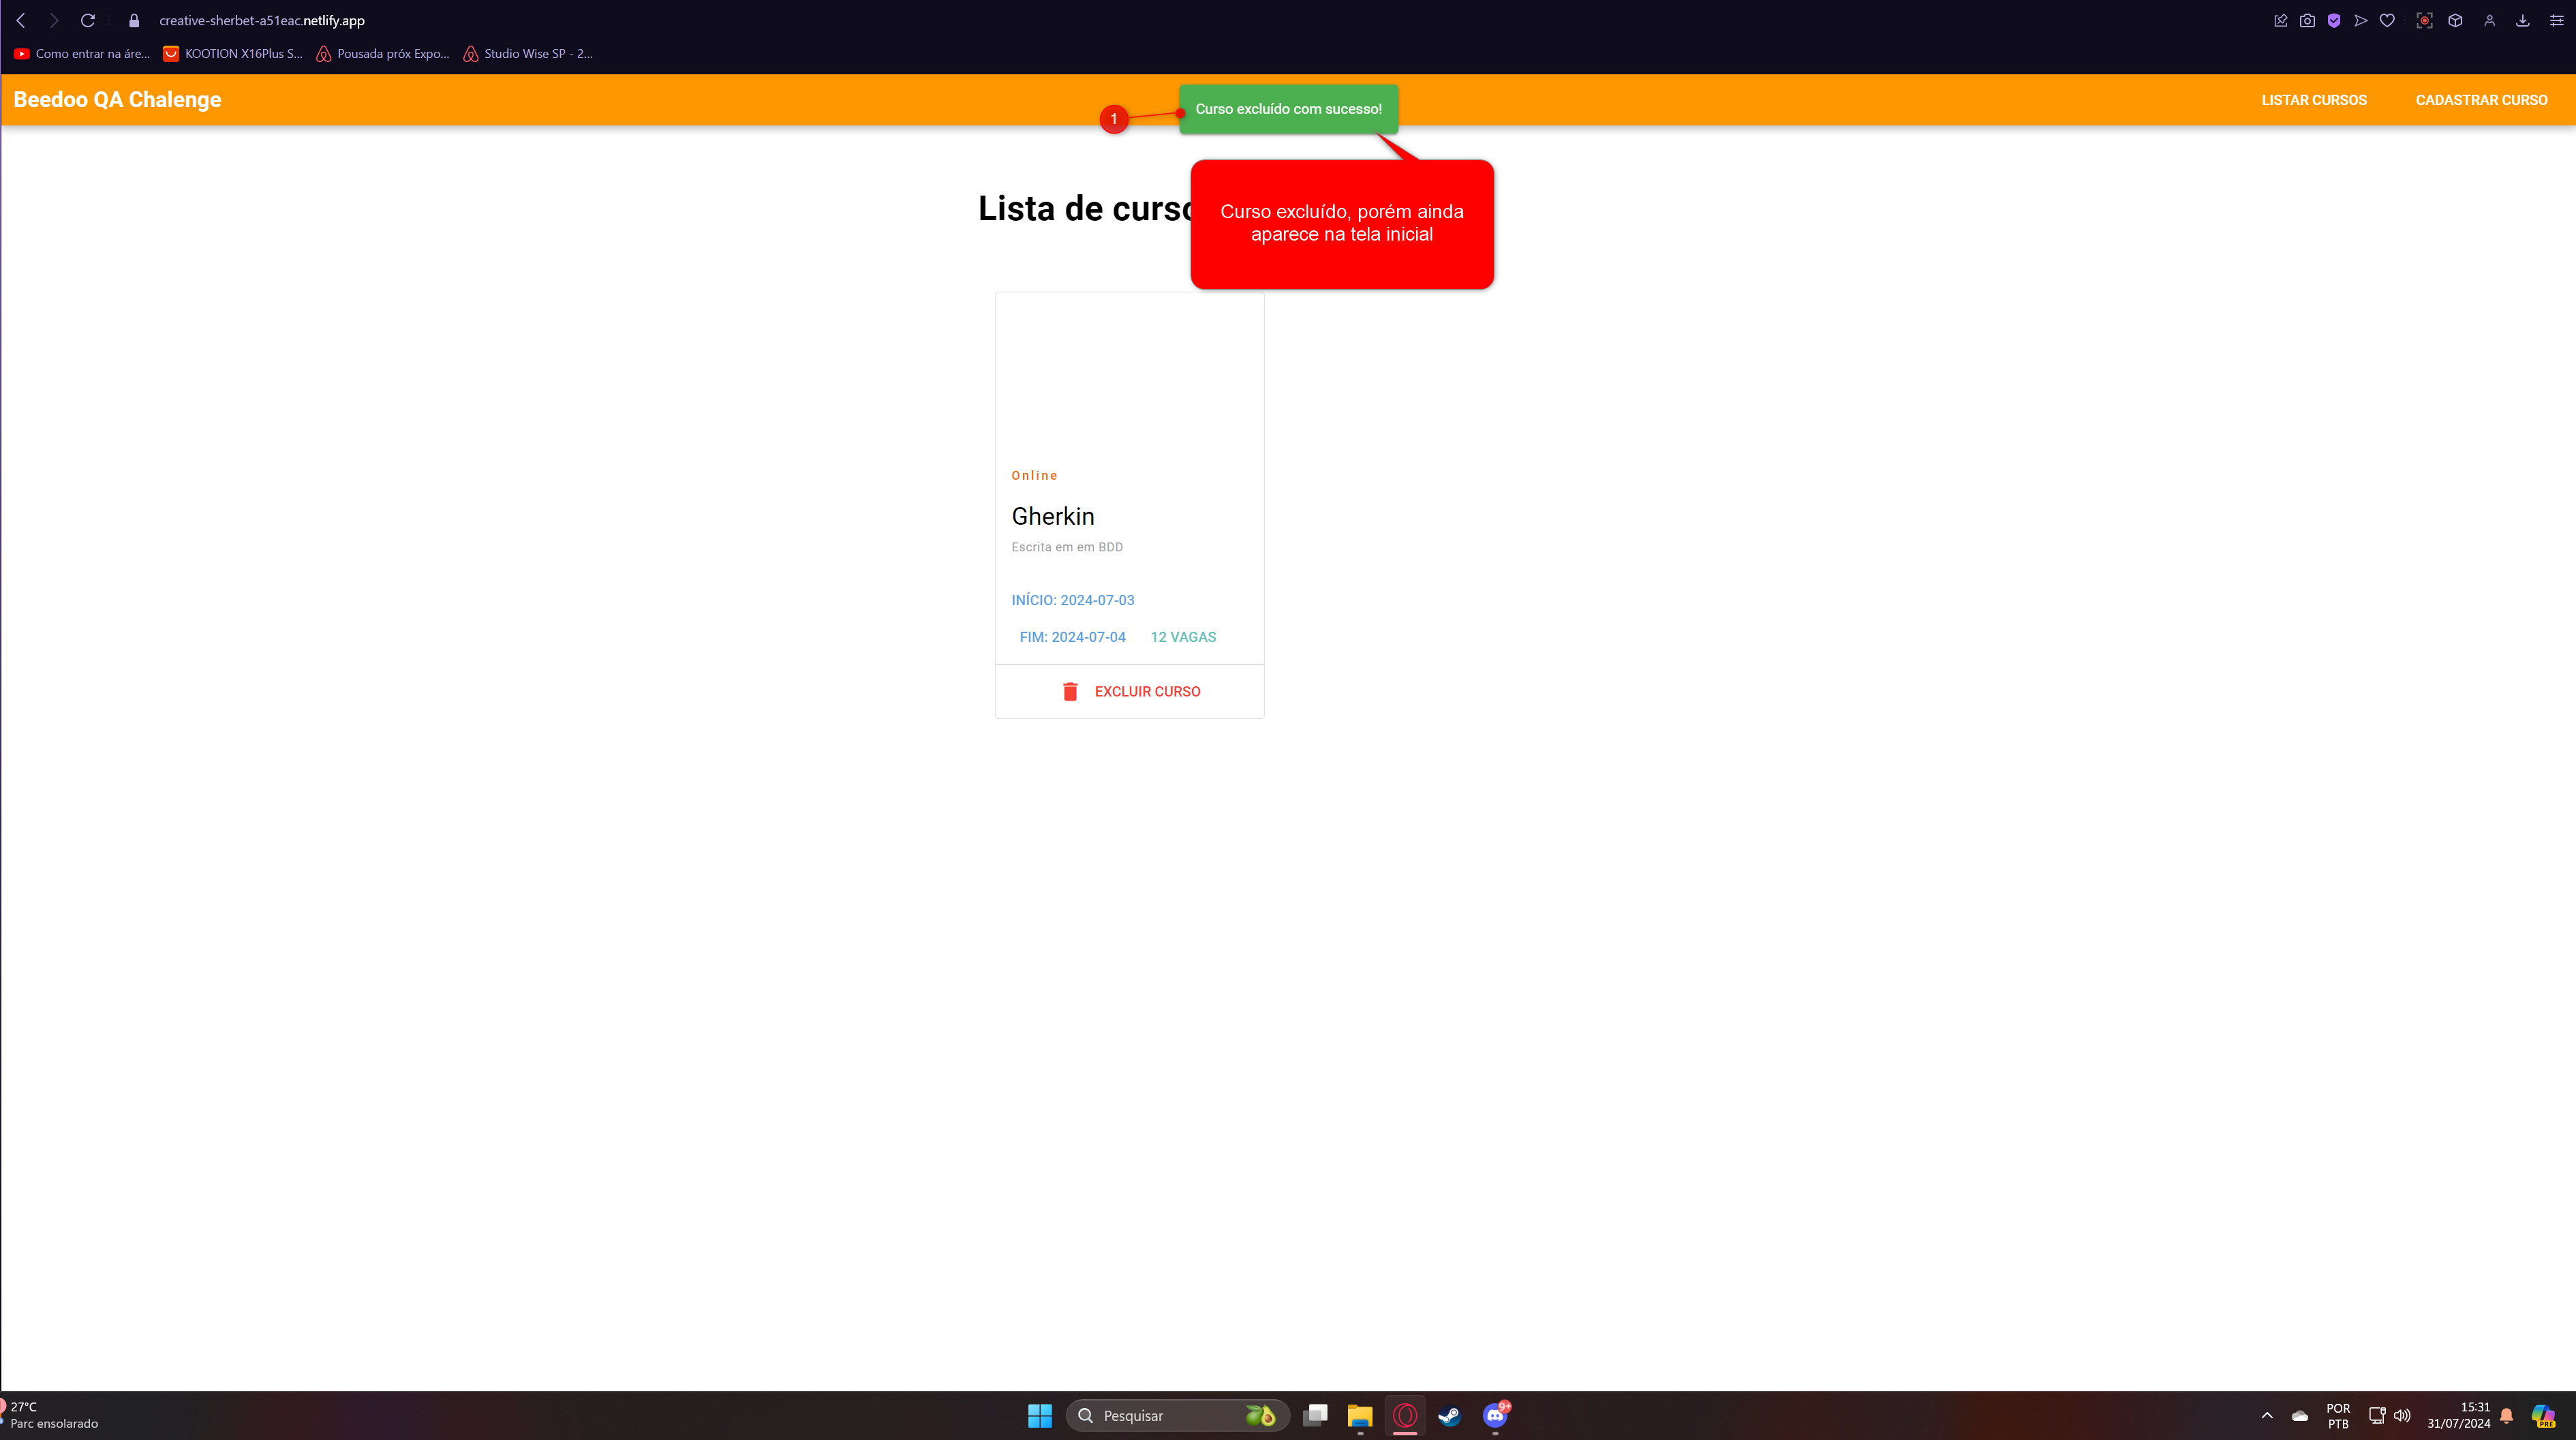 creative-sherbet-a51eac.netlify.app
Como entrar na áre...
KOOTION X16Plus S...
Pousada próx Expo...
Studio Wise SP - 2...
Beedoo QA Chalenge
Curso excluído com sucesso!
LISTAR CURSOS
CADASTRAR CURSO
1
Curso excluído, porém ainda
aparece na tela inicial
Lista de curso
Online
Gherkin
Escrita em em BDD
INÍCIO: 2024-07-03
FIM: 2024-07-04
12 VAGAS
EXCLUIR CURSO
27°C
Parc ensolarado
Pesquisar
9+
POR
PTB
15:31
31/07/2024
PRE